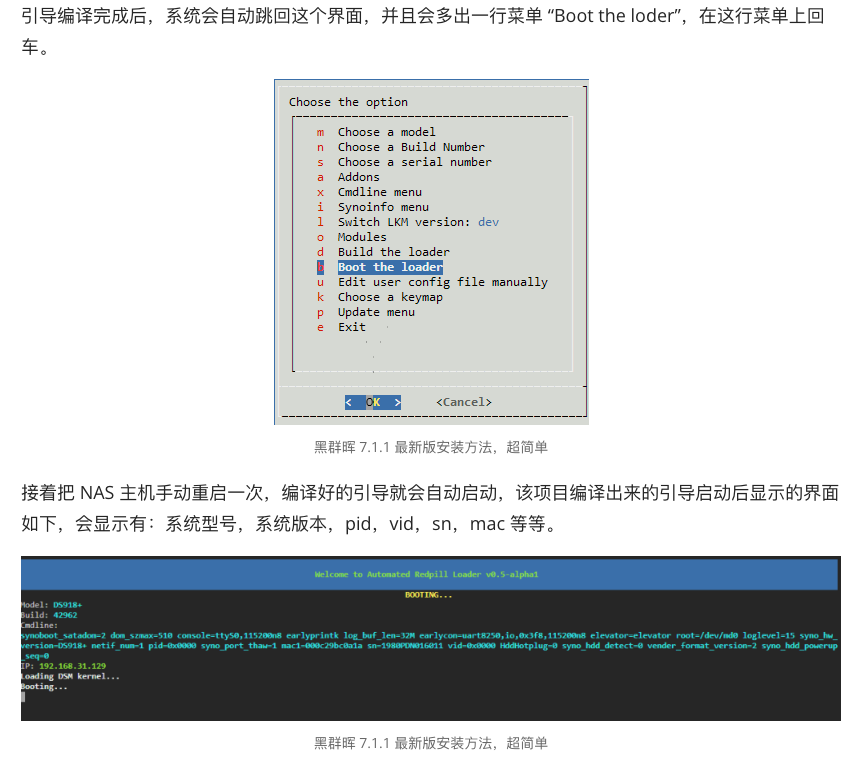 引导编译完成后，系统会自动跳回这个界面，并且会多出一行菜单 “Boot the loder”，在这行菜单上回
车。
Choose the option
m Choose a model
n Choose a Build Number
s Choose a serial number
a Addons
x Cmdline menu
i Synoinfo menu
l Switch LKM version: dev
o Modules
d Build the loader
Boot the loader
u Edit user config file manually
k Choose a keymap
p Update menu
e Exit
< OK > <Cancel>
黑群晖 7.1.1 最新版安装方法，超简单
接着把 NAS 主机手动重启一次，编译好的引导就会自动启动，该项目编译出来的引导启动后显示的界面
如下，会显示有：系统型号，系统版本，pid，vid，sn，mac 等等。
Welcome to Automated Redpill Loader v0.5-alpha1
BOOTING...
Model: DS918+
Build: 42962
Cmdline:
synoboot_satadom=2 dom_szmax=510 console=ttyS0,115200n8 earlyprintk log_buf_len=32M earlycon=uart8250,io,0x3f8,115200n8 elevator=elevator root=/dev/md0 loglevel=15 syno_hw_
version=DS918+ netif_num=1 pid=0x0000 syno_port_thaw=1 mac1=000c29bc0a1a sn=1980PDN016011 vid=0x0000 HddHotplug=0 syno_hdd_detect=0 vender_format_version=2 syno_hdd_powerup
_seq=0
IP: 192.168.31.129
Loading DSM kernel...
Booting...
黑群晖 7.1.1 最新版安装方法，超简单